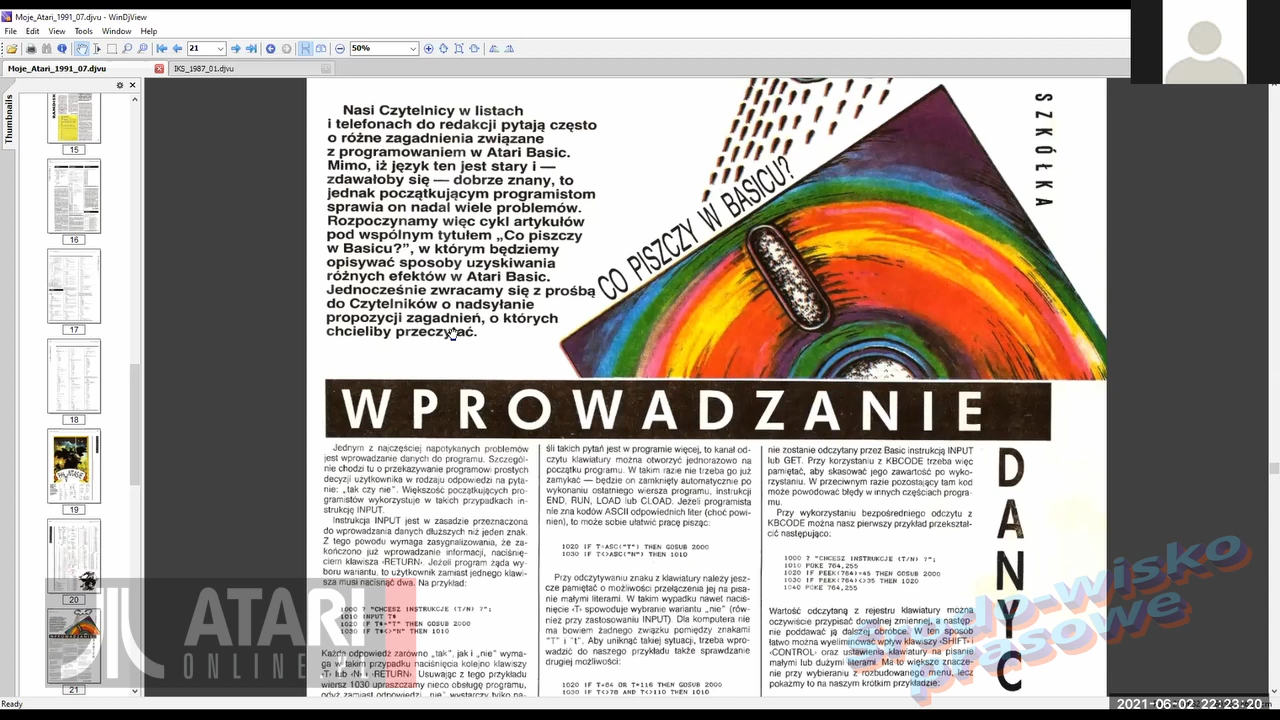 Moje_Atari_1991_07.djvu - WinDjView
File Edit View Go Tools Window Help
21
50%
Moje_Atari_1991_07.djvu
IKS_1987_01.djvu
Thumbnails
15
16
17
18
19
20
21
Nasi Czytelnicy w listach
i telefonach do redakcji pytają często
o różne zagadnienia związane
z programowaniem w Atari Basic.
Mimo, iż język ten jest stary i —
zdawałoby się — dobrze znany, to
jednak początkującym programistom
sprawia on nadal wiele problemów.
Rozpoczynamy więc cykl artykułów
pod wspólnym tytułem „Co piszczy
w Basicu?”, w którym będziemy
opisywać sposoby uzyskiwania
różnych efektów w Atari Basic.
Jednocześnie zwracamy się z prośbą
do Czytelników o nadsyłanie
propozycji zagadnień, o których
chcieliby przeczytać.
CO PISZCZY W BASICU?
SZKÓŁKA
WPROWADZANIE
DANYC
Jednym z najczęściej napotykanych problemów
jest wprowadzanie danych do programu. Szczegól-
nie chodzi tu o przekazywanie programowi prostych
decyzji użytkownika w rodzaju odpowiedzi na pyta-
nie: „tak czy nie”. Większość początkujących pro-
gramistów wykorzystuje w takich przypadkach in-
strukcję INPUT.
Instrukcja INPUT jest w zasadzie przeznaczona
do wprowadzania danych dłuższych niż jeden znak.
Z tego powodu wymaga zasygnalizowania, że za-
kończono już wprowadzanie informacji, naciśnię-
ciem klawisza ‹RETURN›. Jeżeli program żąda wy-
boru wariantu, to użytkownik zamiast jednego klawi-
sza musi nacisnąć dwa. Na przykład:
1000 ? "CHCESZ INSTRUKCJE (T/N) ?";
1010 INPUT T$
1020 IF T$="T" THEN GOSUB 2000
1030 IF T$<>"N" THEN 1010
Każda odpowiedź zarówno „tak”, jak i „nie” wyma-
ga w takim przypadku naciśnięcia kolejno klawiszy
‹T› lub ‹N› i ‹RETURN›. Usuwając z tego przykładu
wiersz 1030 upraszczamy nieco obsługę programu,
gdyż zamiast odpowiedzi „nie” wystarczy tylko na-
śli takich pytań jest w programie więcej, to kanał od-
czytu klawiatury można otworzyć jednorazowo na
początku programu. W takim razie nie trzeba go już
zamykać — będzie on zamknięty automatycznie po
wykonaniu ostatniego wiersza programu, instrukcji
END, RUN, LOAD lub CLOAD. Jeżeli programista
nie zna kodów ASCII odpowiednich liter (choć powi-
nien), to może sobie ułatwić pracę pisząc:
1020 IF T=ASC("T") THEN GOSUB 2000
1030 IF T<>ASC("N") THEN 1010
Przy odczytywaniu znaku z klawiatury należy jesz-
cze pamiętać o możliwości przełączenia jej na pisa-
nie małymi literami. W takim wypadku nawet naciś-
nięcie ‹T› spowoduje wybranie wariantu „nie” (rów-
nież przy zastosowaniu INPUT). Dla komputera nie
ma bowiem żadnego związku pomiędzy znakami
"T" i "t". Aby uniknąć takiej sytuacji, trzeba wpro-
wadzić do naszego przykładu także sprawdzanie
drugiej możliwości:
1020 IF T=84 OR T=116 THEN GOSUB 2000
1030 IF T<>78 AND T<>110 THEN 1010
nie zostanie odczytany przez Basic instrukcją INPUT
lub GET. Przy korzystaniu z KBCODE trzeba więc
pamiętać, aby skasować jego zawartość po wyko-
rzystaniu. W przeciwnym razie pozostający tam kod
może powodować błędy w innych częściach progra-
mu.
Przy wykorzystaniu bezpośredniego odczytu z
KBCODE można nasz pierwszy przykład przekształ-
cić następująco:
1000 ? "CHCESZ INSTRUKCJE (T/N) ?";
1010 POKE 764,255
1020 IF PEEK(764)=45 THEN GOSUB 2000
1030 IF PEEK(764)<>35 THEN 1020
1040 POKE 764,255
Wartość odczytaną z rejestru klawiatury można
oczywiście przypisać dowolnej zmiennej, a następ-
nie poddawać ją dalszej obróbce. W ten sposób
łatwo można wyeliminować wpływ klawiszy ‹SHIFT› i
‹CONTROL› oraz ustawienia klawiatury na pisanie
małymi lub dużymi literami. Ma to większe znacze-
nie przy wybieraniu z rozbudowanego menu, lecz
pokażmy to na naszym krótkim przykładzie:
ATARI
ONLINE.PL
prasowe
Ready
2021-06-02 22:23:20